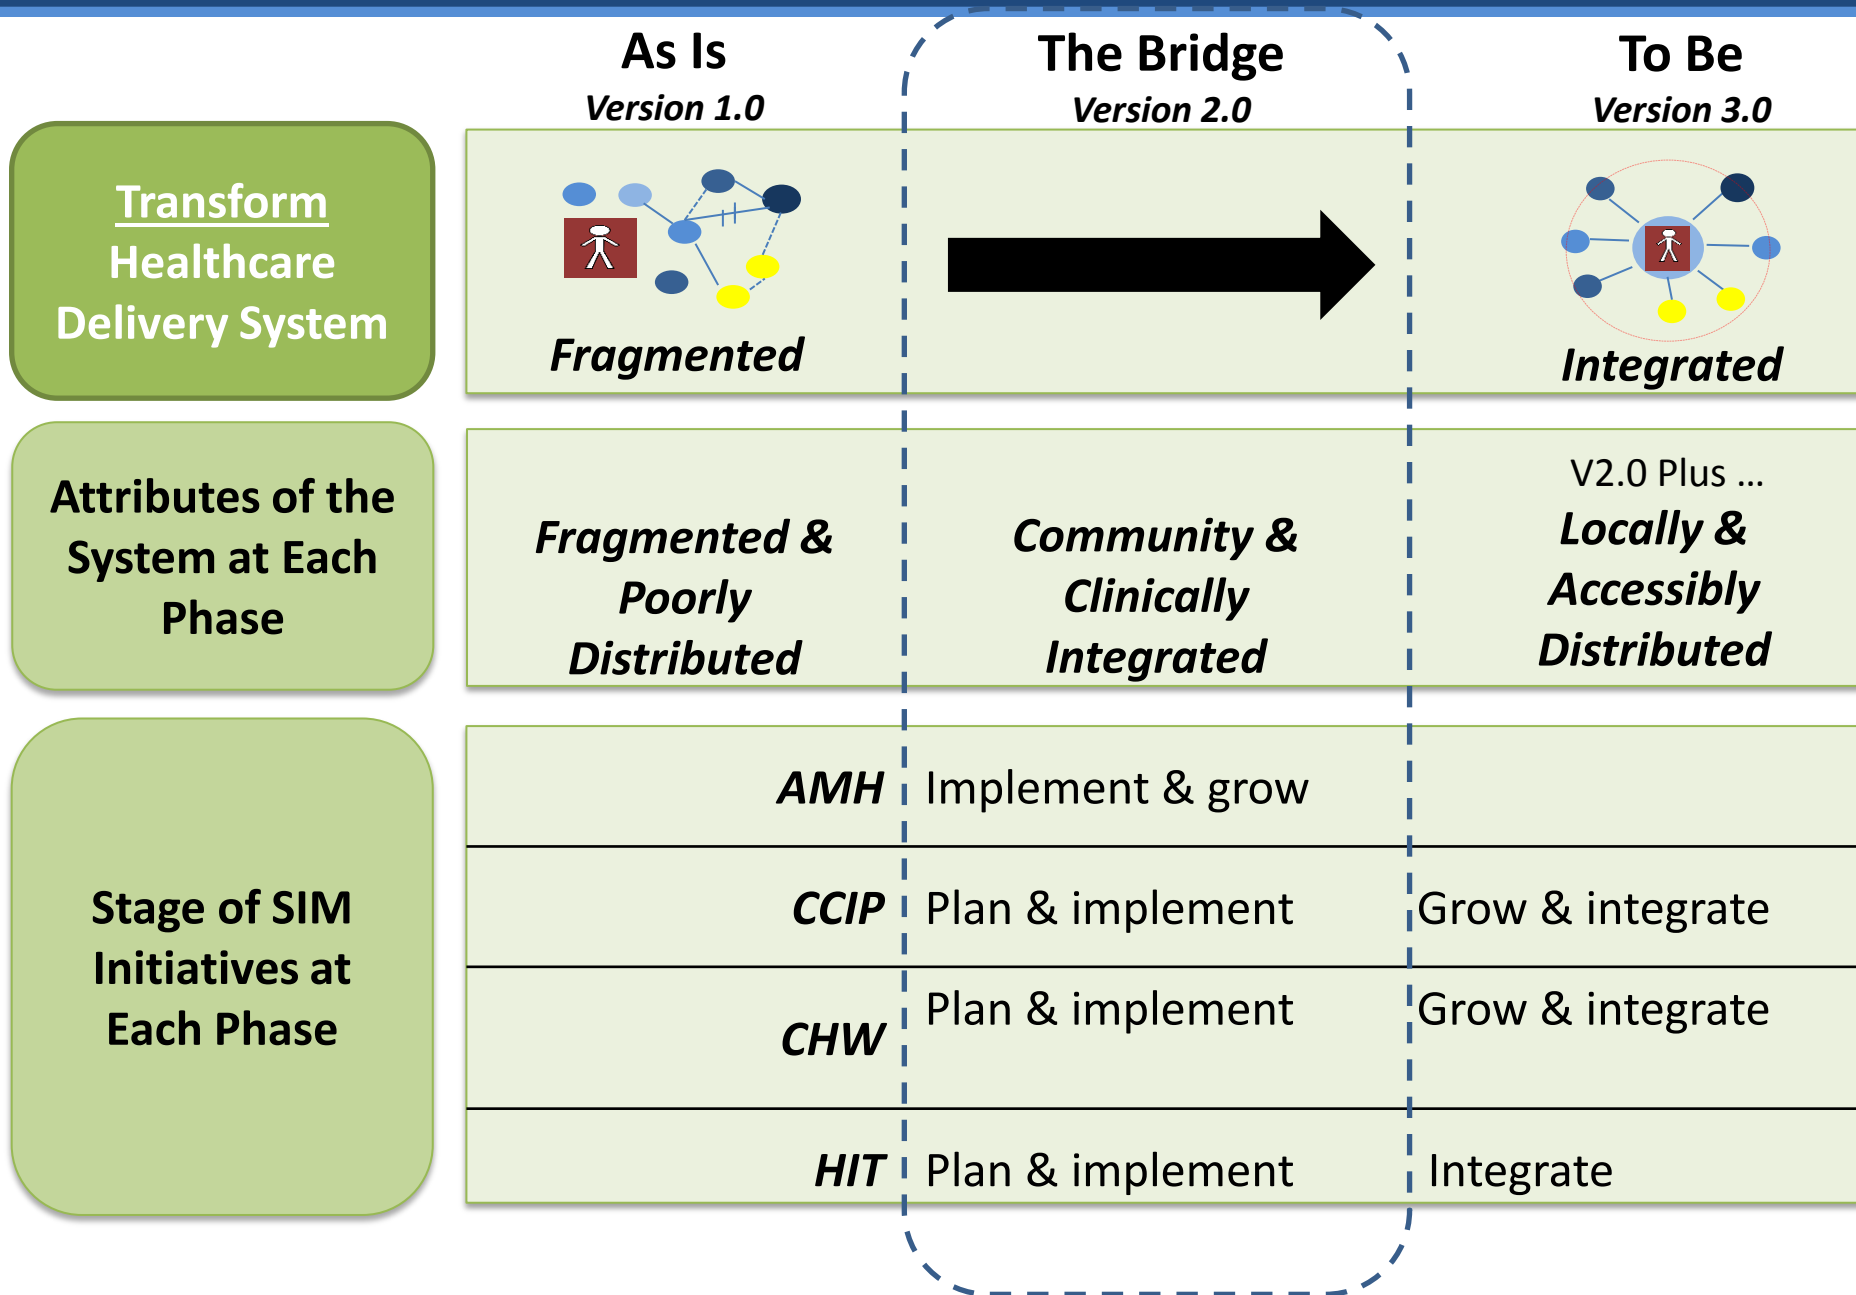 As Is
Version 1.0
The Bridge
Version 2.0
To Be
Version 3.0
Transform
Healthcare
Delivery System
Fragmented
Integrated
Attributes of the
System at Each
Phase
Fragmented &
Poorly
Distributed
Community &
Clinically
Integrated
V2.0 Plus ...
Locally &
Accessibly
Distributed
Stage of SIM
Initiatives at
Each Phase
AMH
Implement & grow
CCIP
Plan & implement
Grow & integrate
CHW
Plan & implement
Grow & integrate
HIT
Plan & implement
Integrate